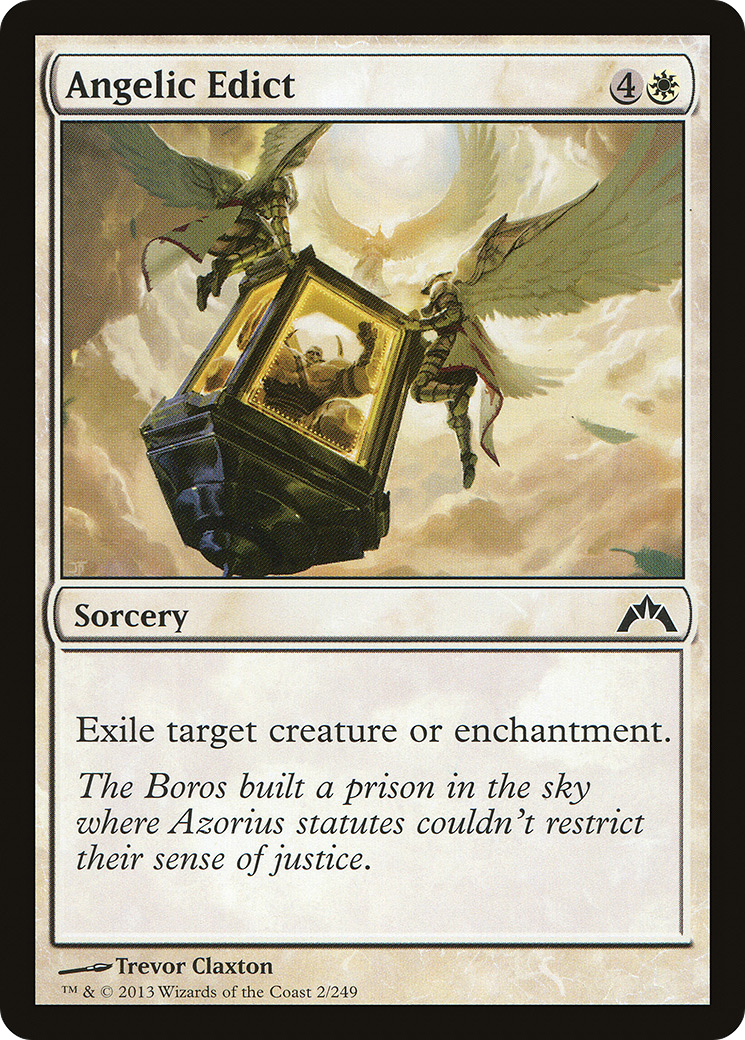 Angelic Edict
4
Sorcery
Exile target creature or enchantment.
The Boros built a prison in the sky
where Azorius statutes couldn't restrict
their sense of justice.
Trevor Claxton
™ & © 2013 Wizards of the Coast 2/249